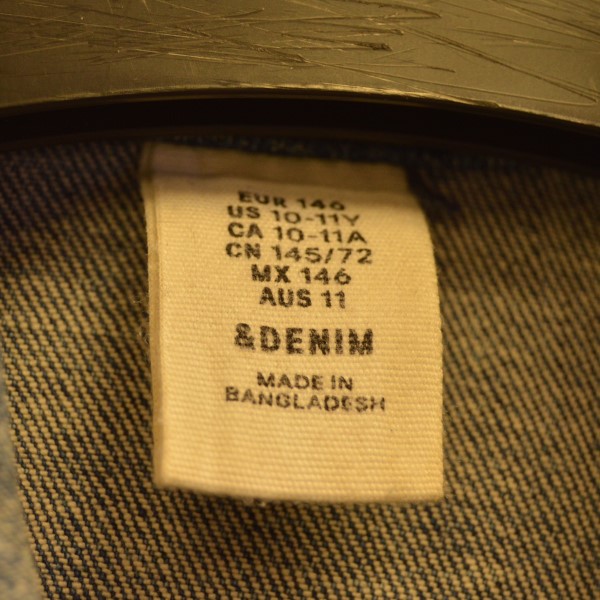 EUR 146
US 10-11Y
CA 10-11A
CN 145/72
MX 146
AUS 11
&DENIM
MADE IN
BANGLADESH